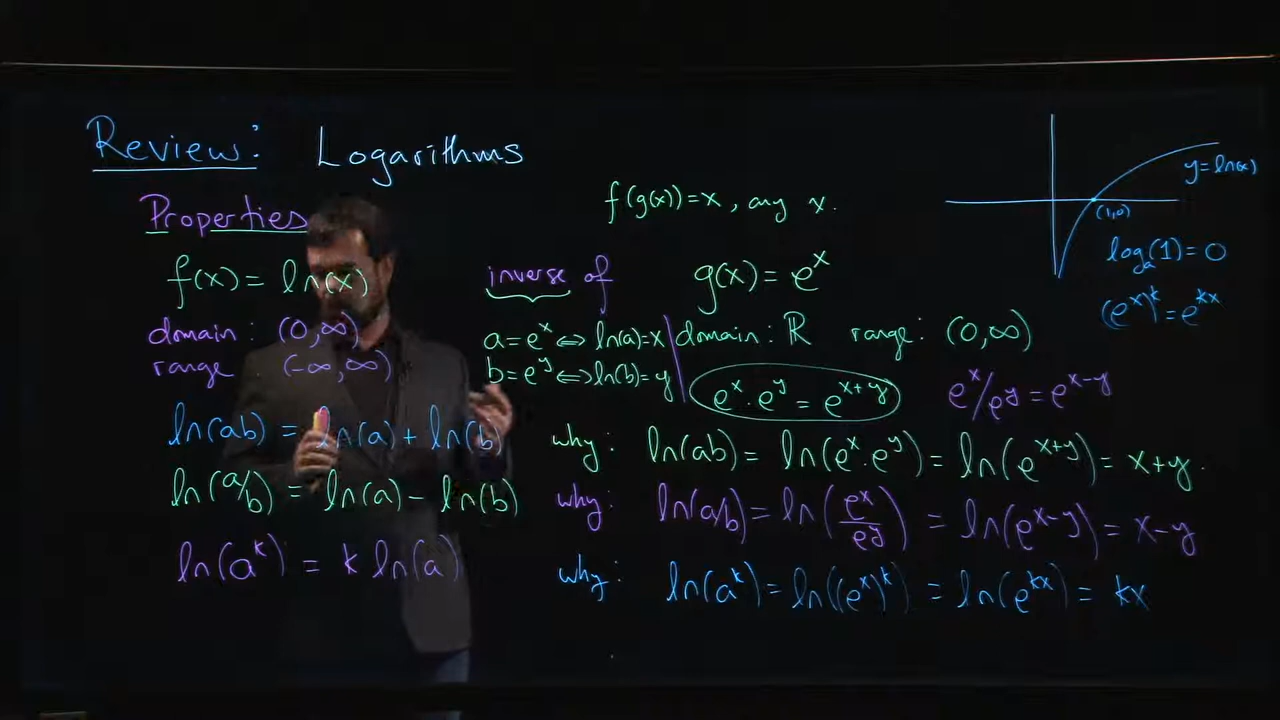 Review: Logarithms
Properties
f(x) = ln(x)
inverse of
g(x) = e^x
f(g(x)) = x, any x.
domain: (0,∞)
range: (-∞,∞)
a = e^x ⇔ ln(a) = x
b = e^y ⇔ ln(b) = y
domain: ℝ range: (0,∞)
e^x · e^y = e^{x+y}
e^x/e^y = e^{x-y}
y = ln(x)
(1,0)
log_a(1) = 0
(e^x)^k = e^{kx}
ln(ab) = ln(a) + ln(b)
why: ln(ab) = ln(e^x · e^y) = ln(e^{x+y}) = x+y.
ln(a/b) = ln(a) - ln(b)
why: ln(a/b) = ln(e^x/e^y) = ln(e^{x-y}) = x-y
ln(a^k) = k ln(a)
why: ln(a^k) = ln((e^x)^k) = ln(e^{kx}) = kx